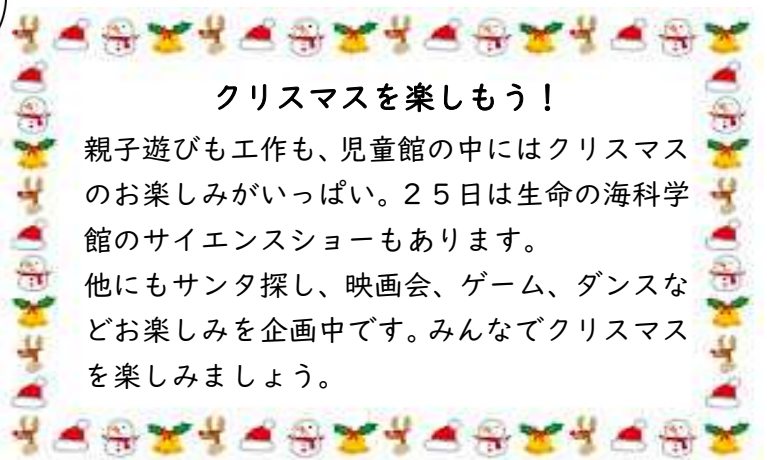 クリスマスを楽しもう！
親子遊びも工作も、児童館の中にはクリスマス
のお楽しみがいっぱい。２５日は生命の海科学
館のサイエンスショーもあります。
他にもサンタ探し、映画会、ゲーム、ダンスな
どお楽しみを企画中です。みんなでクリスマス
を楽しみましょう。